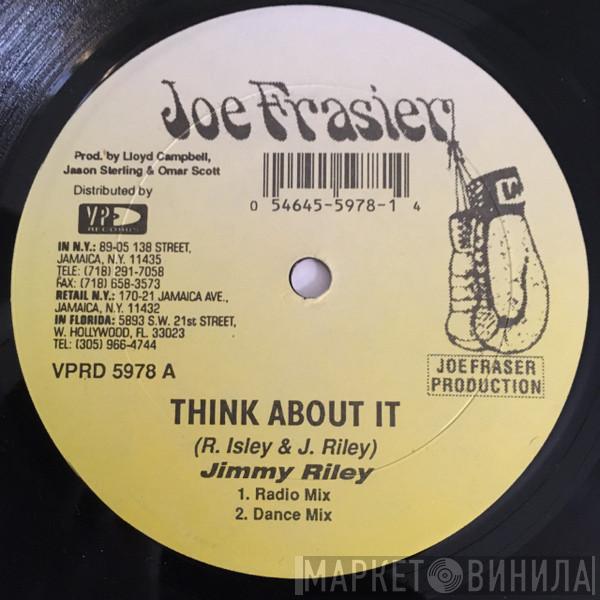 Joe Frasier
Prod. by Lloyd Campbell,
Jason Sterling & Omar Scott
Distributed by
VP
RECORDS
0 54645-5978-1 4
IN N.Y.: 89-05 138 STREET,
JAMAICA, N.Y. 11435
TELE: (718) 291-7058
FAX: (718) 658-3573
RETAIL N.Y.: 170-21 JAMAICA AVE.,
JAMAICA, N.Y. 11432
IN FLORIDA: 5893 S.W. 21st STREET,
W. HOLLYWOOD, FL 33023
TEL: (305) 966-4744
VPRD 5978 A
JOE FRASER
PRODUCTION
THINK ABOUT IT
(R. Isley & J. Riley)
Jimmy Riley
1. Radio Mix
2. Dance Mix
МАРКЕТ ВИНИЛА